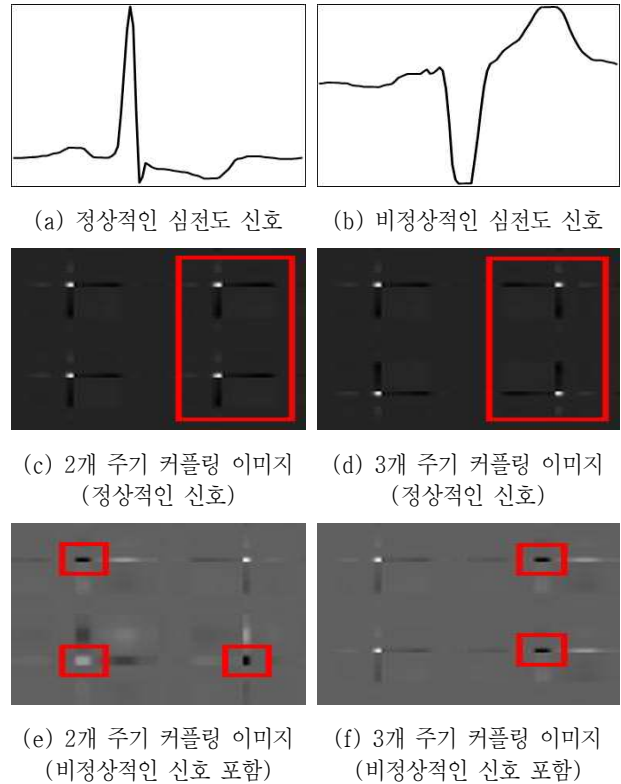 (a) 정상적인 심전도 신호
(b) 비정상적인 심전도 신호
(c) 2개 주기 커플링 이미지
(정상적인 신호)
(d) 3개 주기 커플링 이미지
(정상적인 신호)
(e) 2개 주기 커플링 이미지
(비정상적인 신호 포함)
(f) 3개 주기 커플링 이미지
(비정상적인 신호 포함)